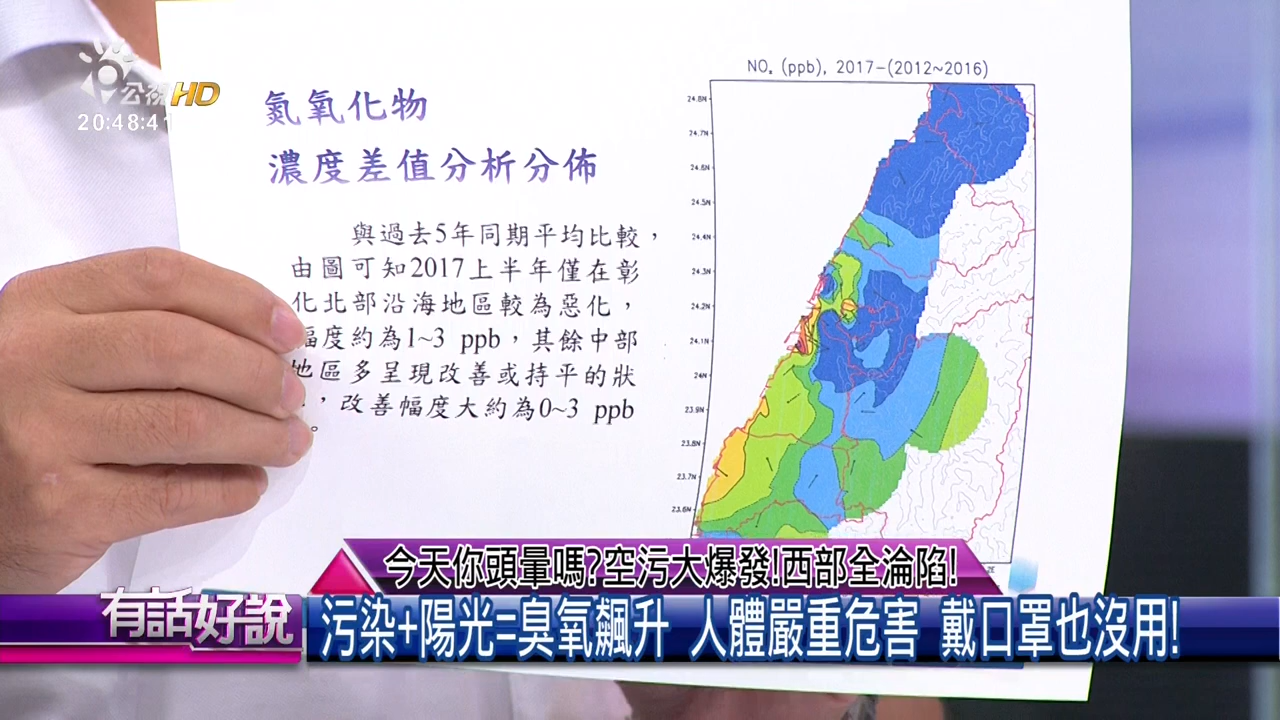 公視HD
20:48:41
氮氧化物
濃度差值分析分佈
與過去5年同期平均比較，
由圖可知2017上半年僅在彰
化北部沿海地區較為惡化，
幅度約為1~3 ppb，其餘中部
地區多呈現改善或持平的狀
，改善幅度大約為0~3 ppb
。
NOx (ppb), 2017-(2012~2016)
24.8N
24.7N
24.6N
24.5N
24.4N
24.3N
24.2N
24.1N
24N
23.9N
23.8N
23.7N
23.6N
今天你頭暈嗎?空污大爆發!西部全淪陷!
有話好說
污染+陽光=臭氧飆升 人體嚴重危害 戴口罩也沒用!